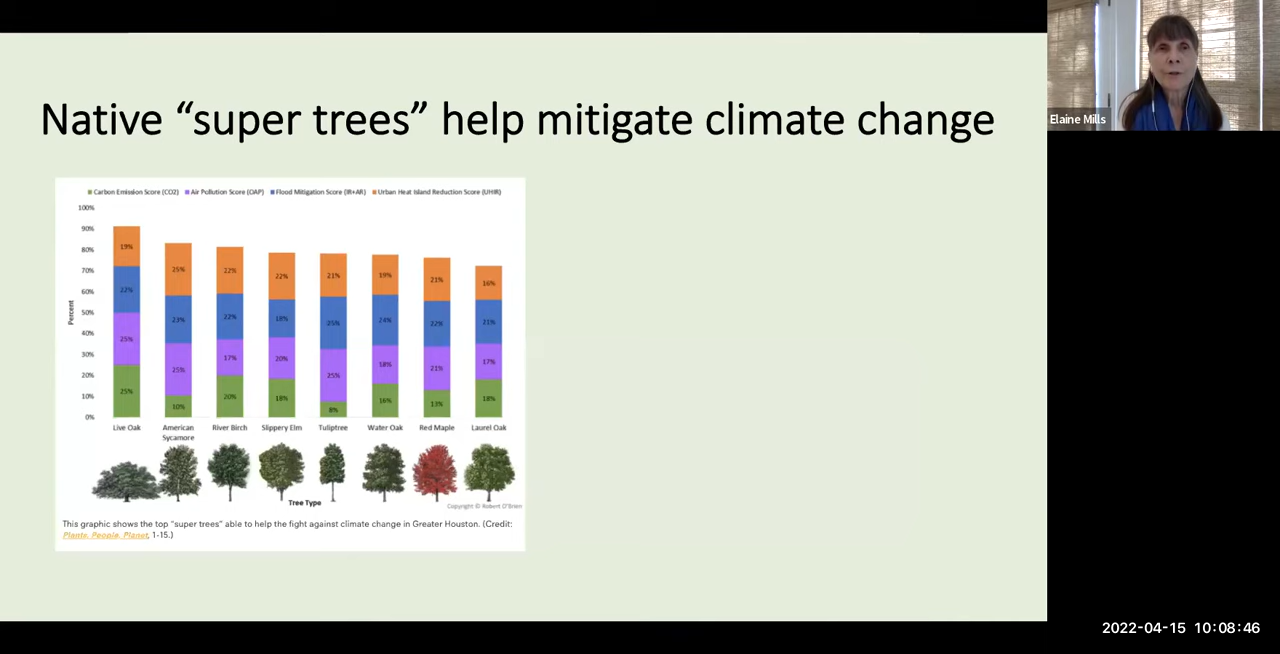 Native “super trees” help mitigate climate change
Elaine Mills
Carbon Emission Score (CO2) Air Pollution Score (OAP) Flood Mitigation Score (IR+AR) Urban Heat Island Reduction Score (UHIR)
100%
90%
80%
70%
60%
50%
40%
30%
20%
10%
0%
Percent
19% 25% 22% 22% 21% 19% 21% 16%
22% 23% 22% 18% 25% 24% 22% 21%
25% 25% 17% 20% 25% 18% 21% 17%
25% 10% 20% 18% 8% 16% 13% 18%
Live Oak American River Birch Slippery Elm Tuliptree Water Oak Red Maple Laurel Oak
Sycamore
Tree Type
Copyright © Robert O'Brien
This graphic shows the top “super trees” able to help the fight against climate change in Greater Houston. (Credit:
Plants, People, Planet, 1-15.)
2022-04-15 10:08:46